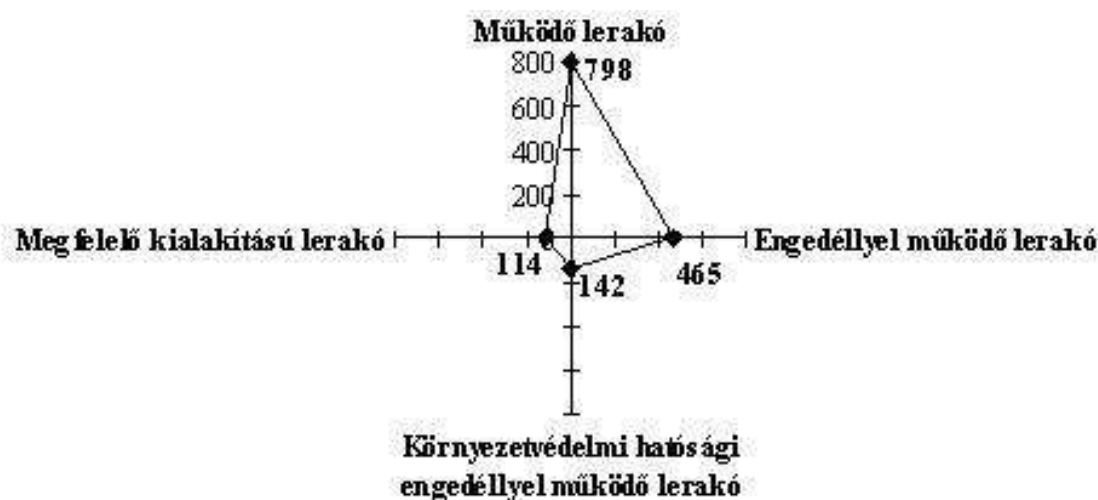 Működő lerakó
800
798
600
400
200
Megfelelő kialakítású lerakó
Engedéllyel működő lerakó
114
465
142
Környezetvédelmi hatósági
engedéllyel működő lerakó